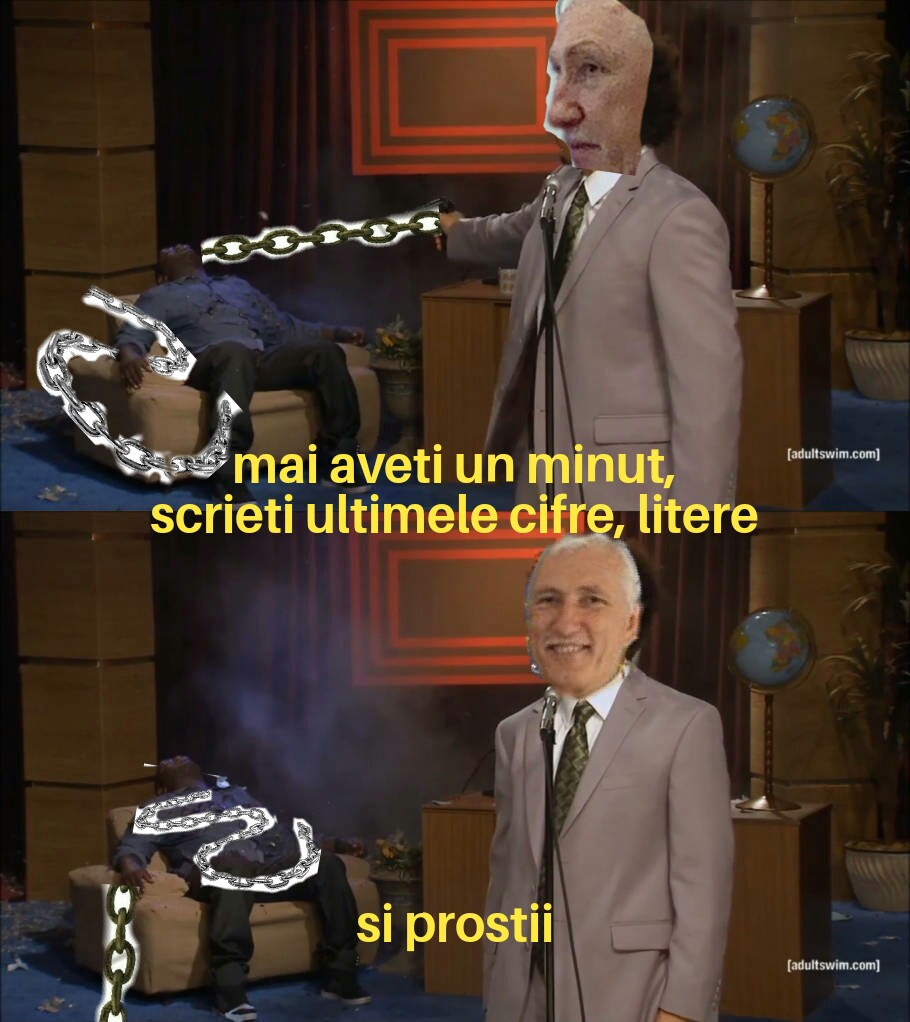 [adultswim.com]
mai aveti un minut,
scrieti ultimele cifre, litere
si prostii
[adultswim.com]